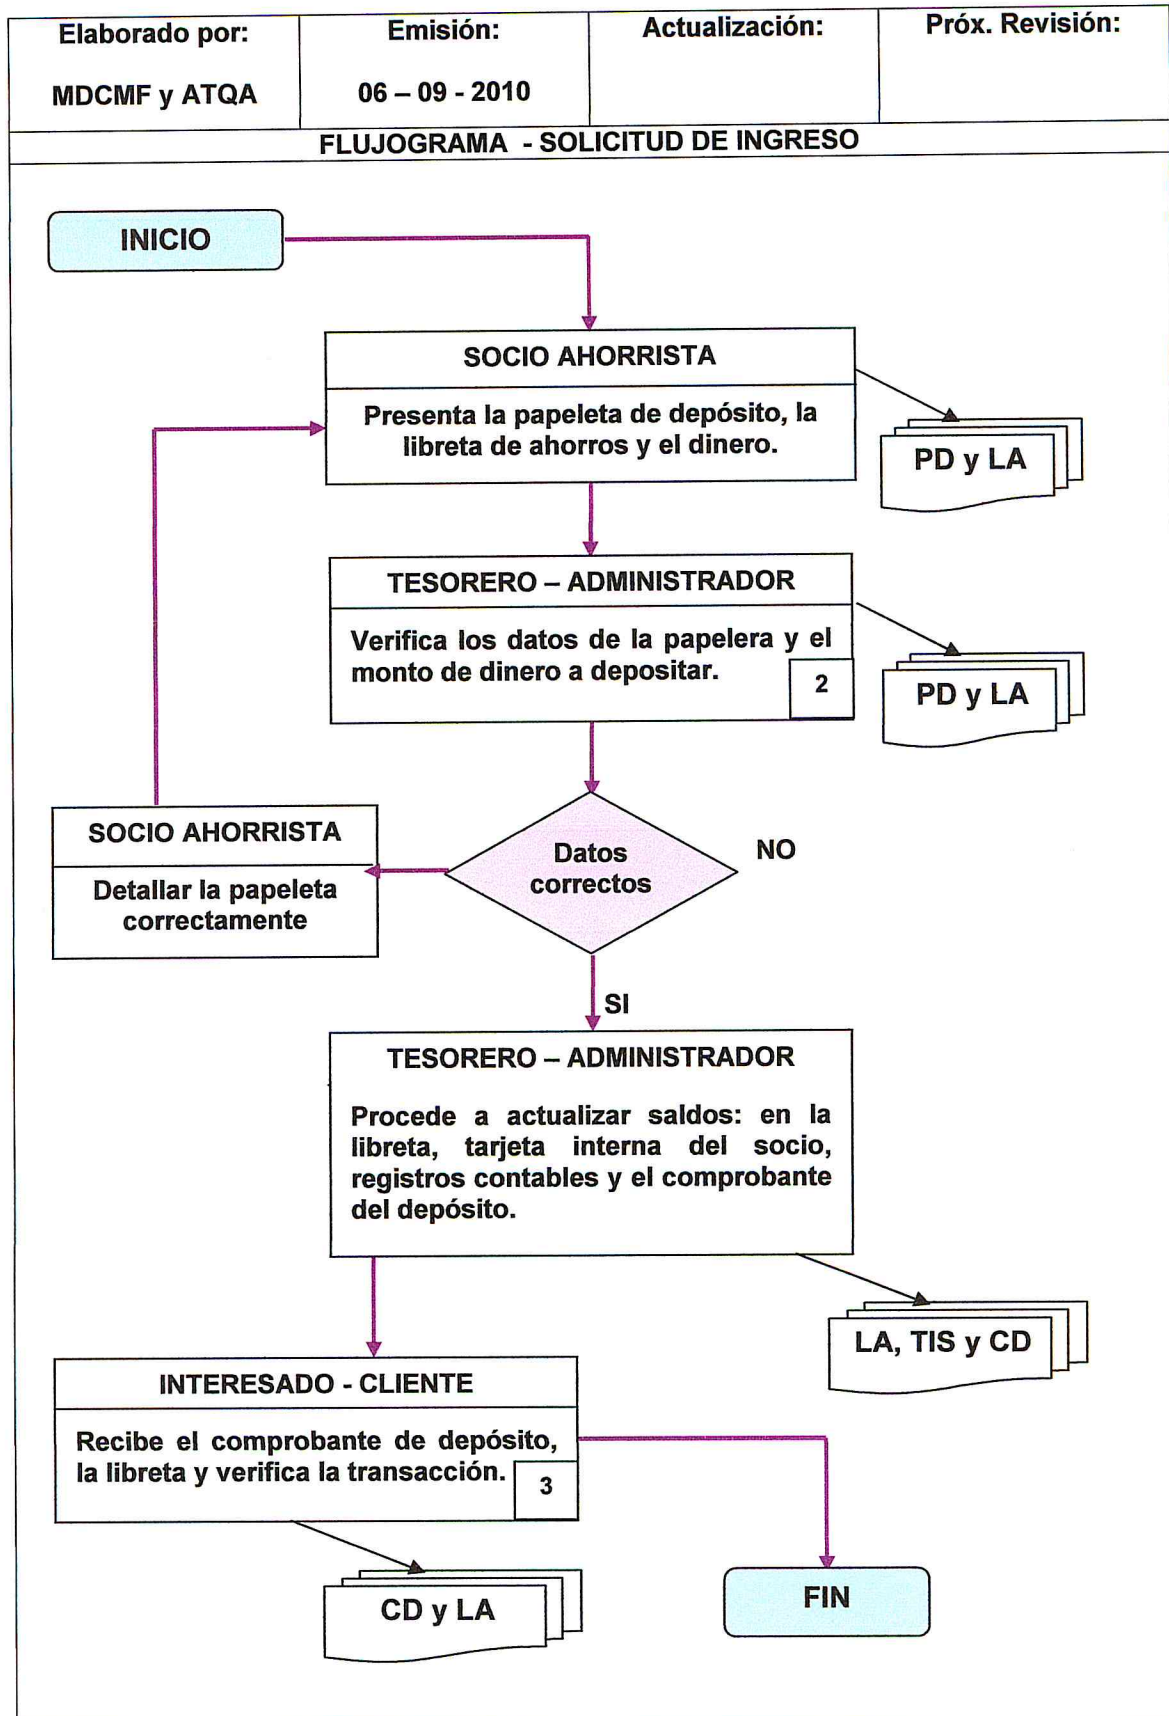 Elaborado por:
MDCMF y ATQA
Emisión:
06 – 09 - 2010
Actualización:
Próx. Revisión:
FLUJOGRAMA - SOLICITUD DE INGRESO
INICIO
SOCIO AHORRISTA
Presenta la papeleta de depósito, la
libreta de ahorros y el dinero.
PD y LA
TESORERO – ADMINISTRADOR
Verifica los datos de la papelera y el
monto de dinero a depositar.
2
PD y LA
SOCIO AHORRISTA
Detallar la papeleta
correctamente
Datos
correctos
NO
SI
TESORERO – ADMINISTRADOR
Procede a actualizar saldos: en la
libreta, tarjeta interna del socio,
registros contables y el comprobante
del depósito.
LA, TIS y CD
INTERESADO - CLIENTE
Recibe el comprobante de depósito,
la libreta y verifica la transacción.
3
CD y LA
FIN